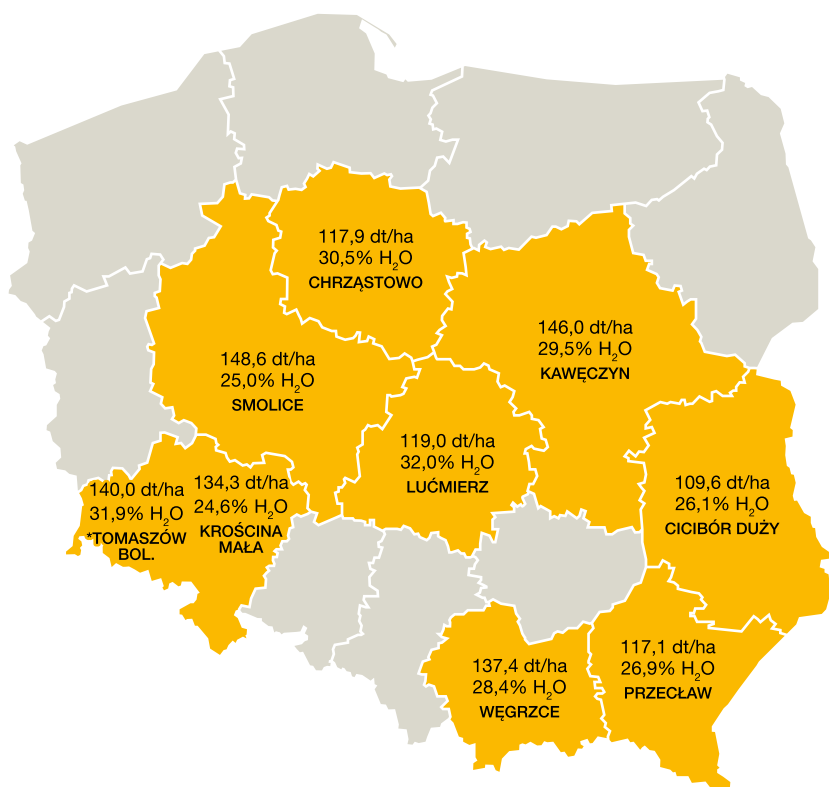 117,9 dt/ha
30,5% H₂O
CHRZĄSTOWO
146,0 dt/ha
29,5% H₂O
KAWĘCZYN
148,6 dt/ha
25,0% H₂O
SMOLICE
119,0 dt/ha
32,0% H₂O
LUĆMIERZ
140,0 dt/ha
31,9% H₂O
*TOMASZÓW
BOL.
134,3 dt/ha
24,6% H₂O
KROŚCINA
MAŁA
109,6 dt/ha
26,1% H₂O
CICIBÓR DUŻY
137,4 dt/ha
28,4% H₂O
WĘGRZCE
117,1 dt/ha
26,9% H₂O
PRZECŁAW